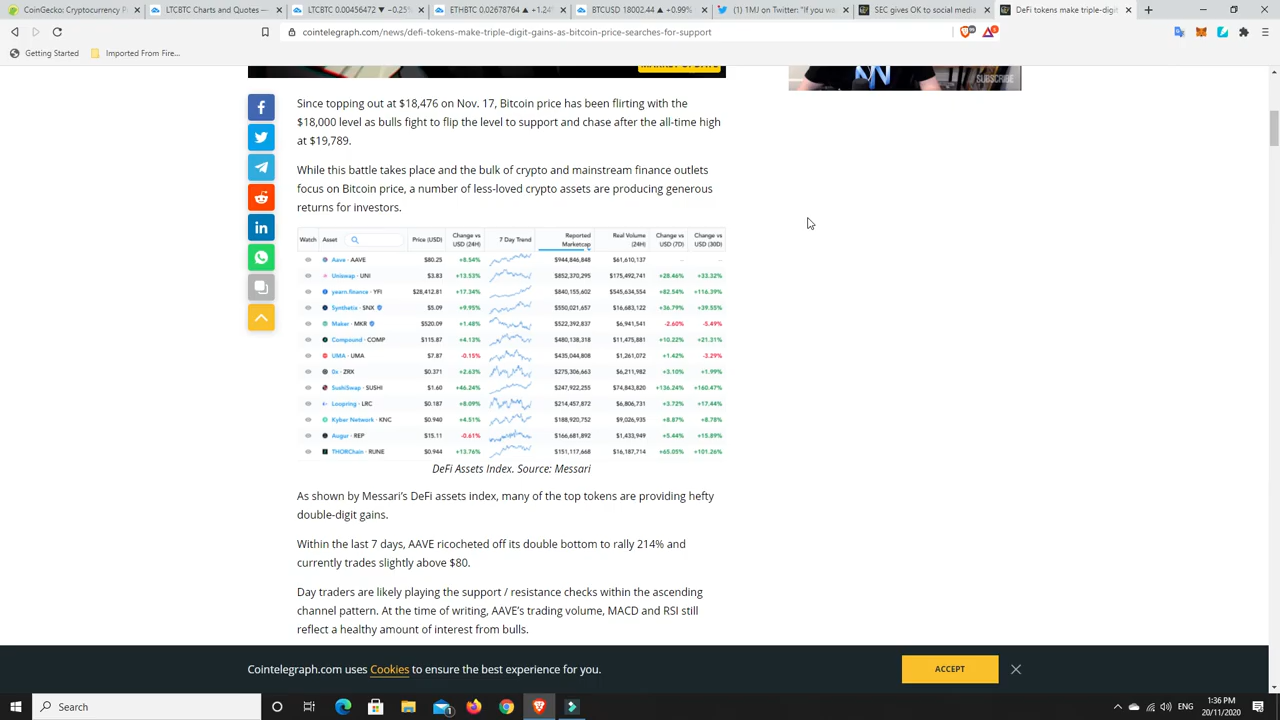 CoinGecko: Cryptocurrency P
LTCBTC Charts and Quotes —
LTCBTC 0.00456472 ▼ −0.25%
ETHBTC 0.02678764 ▲ +1.24%
BTCUSD 18002.44 ▲ +0.99%
(1) 1MJ on Twitter: "If you wa
SEC gives OK to social media
DeFi tokens make triple-digit
cointelegraph.com/news/defi-tokens-make-triple-digit-gains-as-bitcoin-price-searches-for-support
Getting Started
Imported From Fire...
SUBSCRIBE
Since topping out at $18,476 on Nov. 17, Bitcoin price has been flirting with the
$18,000 level as bulls fight to flip the level to support and chase after the all-time high
at $19,789.
While this battle takes place and the bulk of crypto and mainstream finance outlets
focus on Bitcoin price, a number of less-loved crypto assets are producing generous
returns for investors.
Watch Asset Price (USD) Change vs USD (24H) 7 Day Trend Reported Marketcap Real Volume (24H) Change vs USD (7D) Change vs USD (30D)
Aave · AAVE $80.25 +8.54% $944,846,848 $61,610,137 -- --
Uniswap · UNI $3.83 +13.53% $852,370,295 $175,492,741 +28.46% +33.32%
yearn.finance · YFI $28,412.81 +17.34% $840,155,602 $545,634,554 +82.54% +116.39%
Synthetix · SNX $5.09 +9.95% $550,021,657 $16,683,122 +36.79% +39.55%
Maker · MKR $520.09 +1.48% $522,392,837 $6,941,541 -2.60% -5.49%
Compound · COMP $115.87 +4.13% $480,138,318 $11,475,881 +10.22% +21.31%
UMA · UMA $7.87 -0.15% $435,044,808 $1,261,072 +1.42% -3.29%
0x · ZRX $0.371 +2.63% $275,306,663 $6,211,982 +3.10% +1.99%
SushiSwap · SUSHI $1.60 +46.24% $247,922,255 $74,843,820 +136.24% +160.47%
Loopring · LRC $0.187 +8.09% $214,457,872 $6,806,731 +3.72% +17.44%
Kyber Network · KNC $0.940 +4.51% $188,920,752 $9,026,935 +8.87% +8.78%
Augur · REP $15.11 -0.61% $166,681,892 $1,433,949 +5.44% +15.89%
THORChain · RUNE $0.944 +13.76% $151,117,668 $16,187,714 +65.05% +101.26%
DeFi Assets Index. Source: Messari
As shown by Messari's DeFi assets index, many of the top tokens are providing hefty
double-digit gains.
Within the last 7 days, AAVE ricocheted off its double bottom to rally 214% and
currently trades slightly above $80.
Day traders are likely playing the support / resistance checks within the ascending
channel pattern. At the time of writing, AAVE's trading volume, MACD and RSI still
reflect a healthy amount of interest from bulls.
Cointelegraph.com uses Cookies to ensure the best experience for you.
ACCEPT
Search
ENG
1:36 PM
20/11/2020